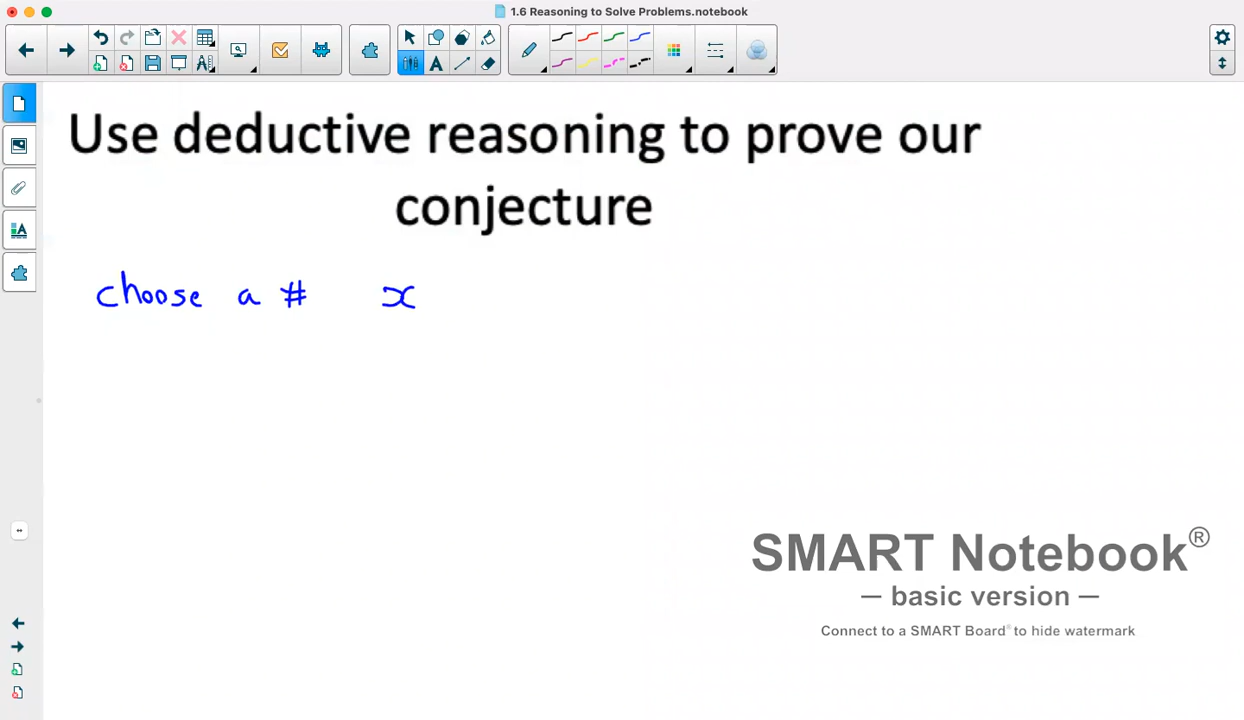 1.6 Reasoning to Solve Problems.notebook
Use deductive reasoning to prove our
conjecture
choose a # x
SMART Notebook®
— basic version —
Connect to a SMART Board® to hide watermark